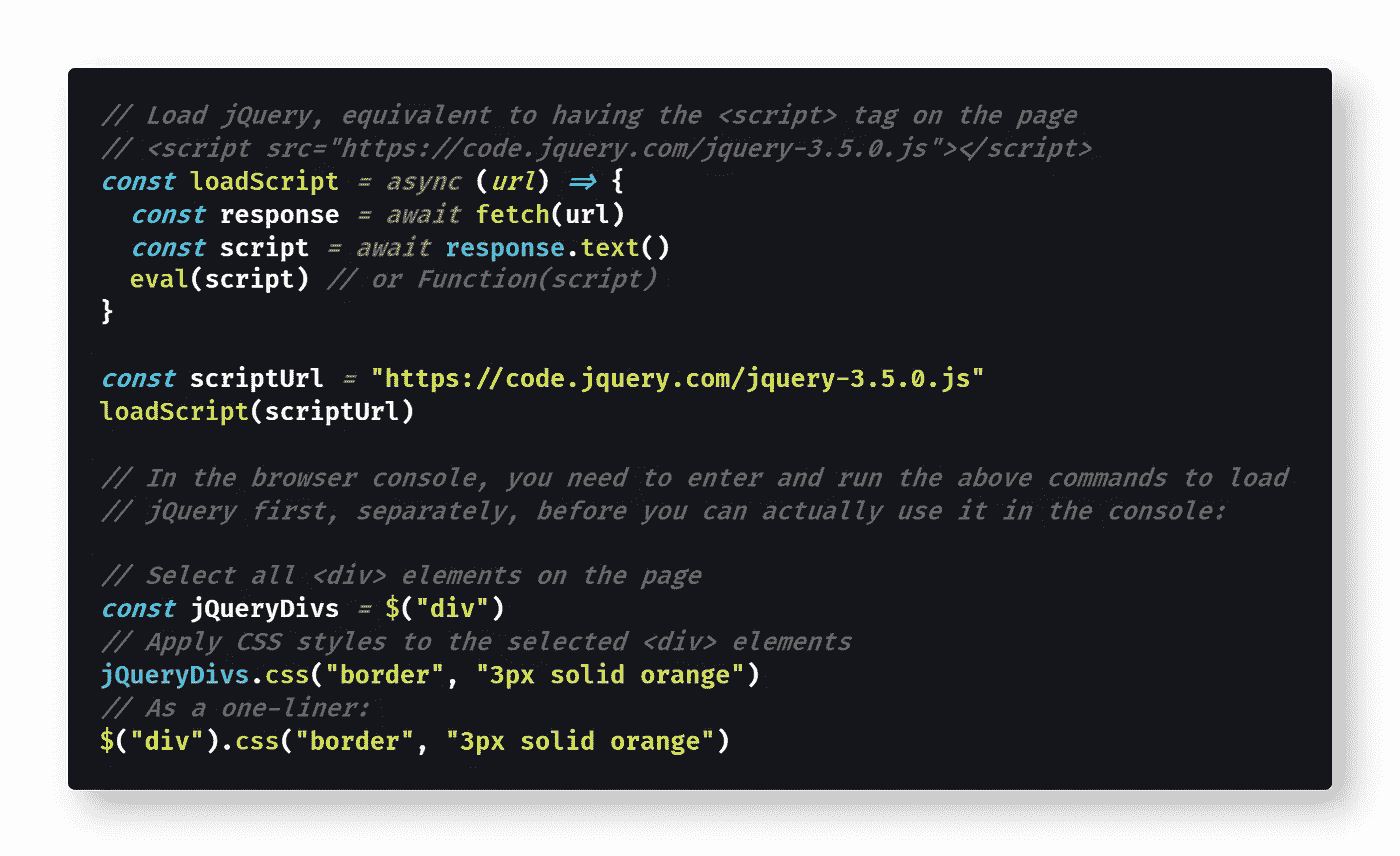 // Load jQuery, equivalent to having the <script> tag on the page
// <script src="https://code.jquery.com/jquery-3.5.0.js"></script>
const loadScript = async (url) => {
  const response = await fetch(url)
  const script = await response.text()
  eval(script) // or Function(script)
}

const scriptUrl = "https://code.jquery.com/jquery-3.5.0.js"
loadScript(scriptUrl)

// In the browser console, you need to enter and run the above commands to load
// jQuery first, separately, before you can actually use it in the console:

// Select all <div> elements on the page
const jQueryDivs = $("div")
// Apply CSS styles to the selected <div> elements
jQueryDivs.css("border", "3px solid orange")
// As a one-liner:
$("div").css("border", "3px solid orange")